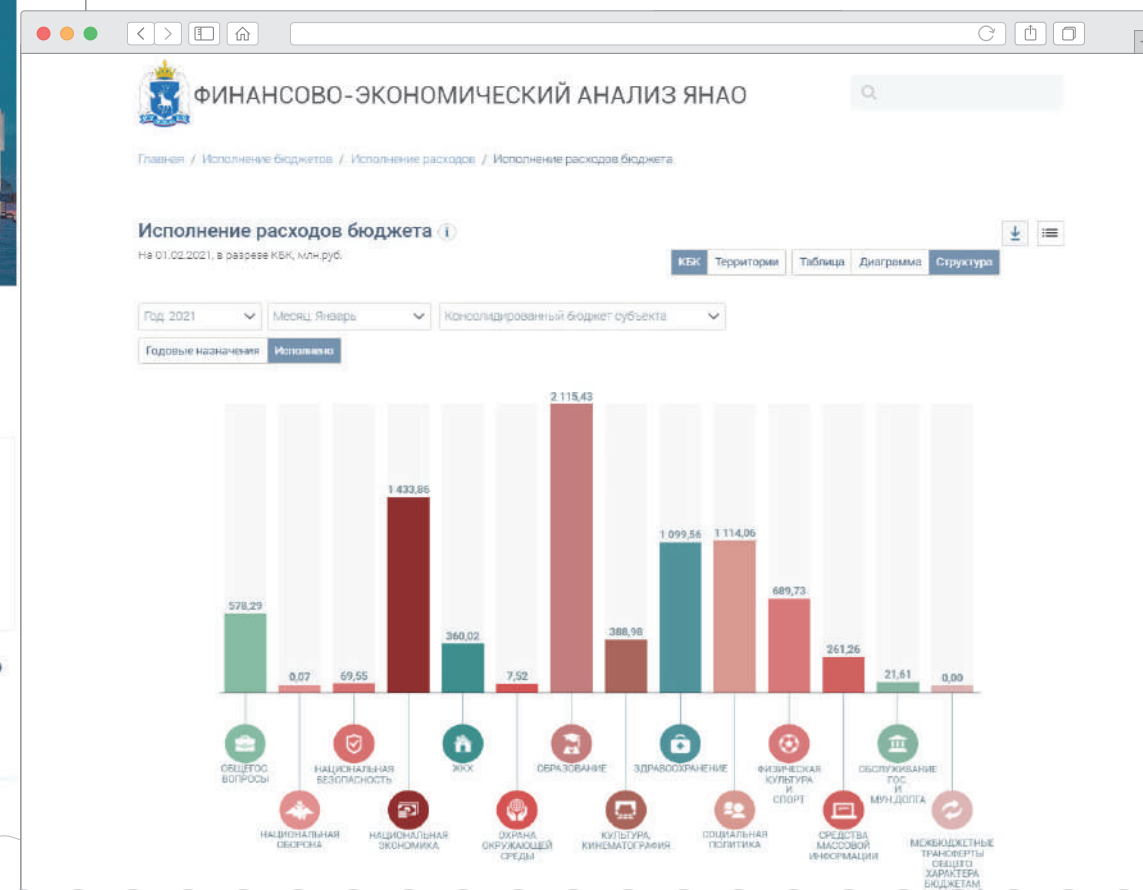 ФИНАНСОВО-ЭКОНОМИЧЕСКИЙ АНАЛИЗ ЯНАО
Главная / Исполнение бюджетов / Исполнение расходов / Исполнение расходов бюджета
Исполнение расходов бюджета
На 01.02.2021, в разрезе КБК, млн.руб.
КБК Территории Таблица Диаграмма Структура
Год: 2021 Месяц: Январь Консолидированный бюджет субъекта
Годовые назначения Исполнено
2 115,43
1 433,86
1 099,56 1 114,06
689,73
578,29
360,02 388,98
261,26
0,07 69,55 7,52 21,61 0,00
ОБЩЕГОС.
ВОПРОСЫ
НАЦИОНАЛЬНАЯ
БЕЗОПАСНОСТЬ
ЖКХ
ОБРАЗОВАНИЕ
ЗДРАВООХРАНЕНИЕ
ФИЗИЧЕСКАЯ
КУЛЬТУРА
И
СПОРТ
ОБСЛУЖИВАНИЕ
ГОС.
И
МУН.ДОЛГА
НАЦИОНАЛЬНАЯ
ОБОРОНА
НАЦИОНАЛЬНАЯ
ЭКОНОМИКА
ОХРАНА
ОКРУЖАЮЩЕЙ
СРЕДЫ
КУЛЬТУРА,
КИНЕМАТОГРАФИЯ
СОЦИАЛЬНАЯ
ПОЛИТИКА
СРЕДСТВА
МАССОВОЙ
ИНФОРМАЦИИ
МЕЖБЮДЖЕТНЫЕ
ТРАНСФЕРТЫ
ОБЩЕГО
ХАРАКТЕРА
БЮДЖЕТАМ